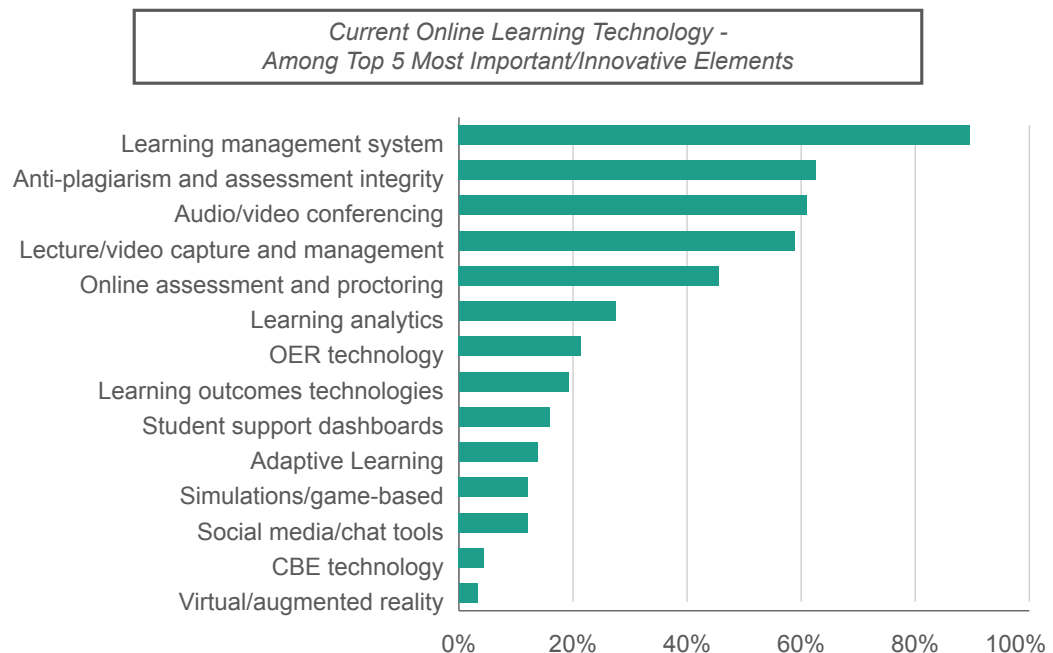 Current Online Learning Technology -
Among Top 5 Most Important/Innovative Elements
Learning management system
Anti-plagiarism and assessment integrity
Audio/video conferencing
Lecture/video capture and management
Online assessment and proctoring
Learning analytics
OER technology
Learning outcomes technologies
Student support dashboards
Adaptive Learning
Simulations/game-based
Social media/chat tools
CBE technology
Virtual/augmented reality
0% 20% 40% 60% 80% 100%